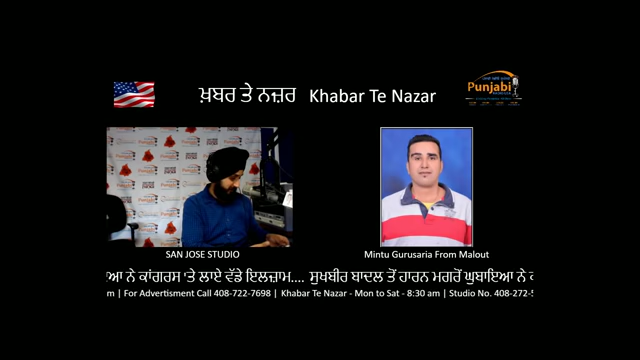 ਖ਼ਬਰ ਤੇ ਨਜ਼ਰ Khabar Te Nazar
Punjabi
SAN JOSE STUDIO
Mintu Gurusaria From Malout
ਨੇ ਕਾਂਗਰਸ 'ਤੇ ਲਾਏ ਵੱਡੇ ਇਲਜ਼ਾਮ.... ਸੁਖਬੀਰ ਬਾਦਲ ਤੋਂ ਹਾਰਨ ਮਗਰੋਂ ਘੁਬਾਇਆ ਨੇ
m | For Advertisment Call 408-722-7698 | Khabar Te Nazar - Mon to Sat - 8:30 am | Studio No. 408-272-5